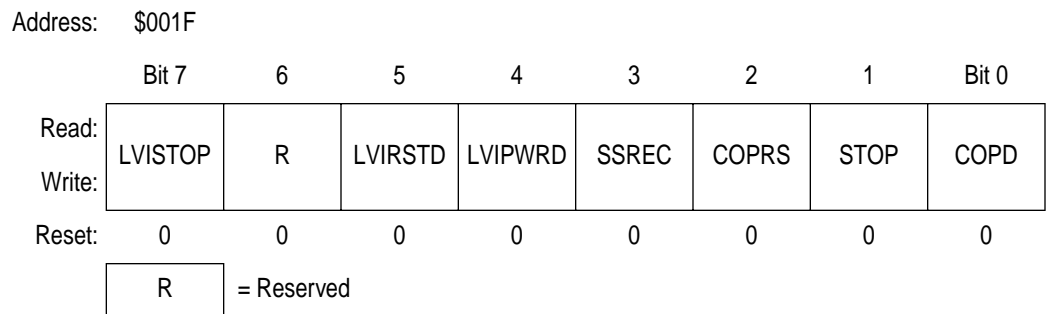 Address: $001F
Bit 7 6 5 4 3 2 1 Bit 0
Read:
LVISTOP R LVIRSTD LVIPWRD SSREC COPRS STOP COPD
Write:
Reset: 0 0 0 0 0 0 0 0
R = Reserved